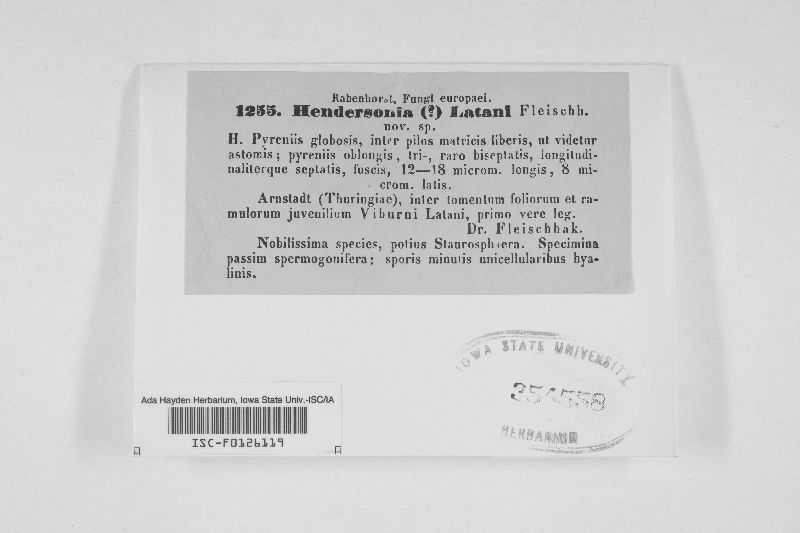 Rabenhorst, Fungi europaei.
1255. Hendersonia (?) Latani Fleischh.
nov. sp.
H. Pyreniis globosis, inter pilos matricis liberis, ut videtur
astomis; pyreniis oblongis, tri-, raro biseptatis, longitudi-
naliterque septatis, fuscis, 12—18 microm. longis, 8 mi-
crom. latis.
Arnstadt (Thuringiae), inter tomentum foliorum et ra-
mulorum juvenilium Viburni Latani, primo vere leg.
Dr. Fleischhak.
Nobilissima species, potius Staurosphaera. Specimina
passim spermogonifera; sporis minutis unicellularibus hya-
linis.
IOWA STATE UNIVERSITY
354558
HERBARIUM
Ada Hayden Herbarium, Iowa State Univ.-ISC/IA
ISC-F0126119